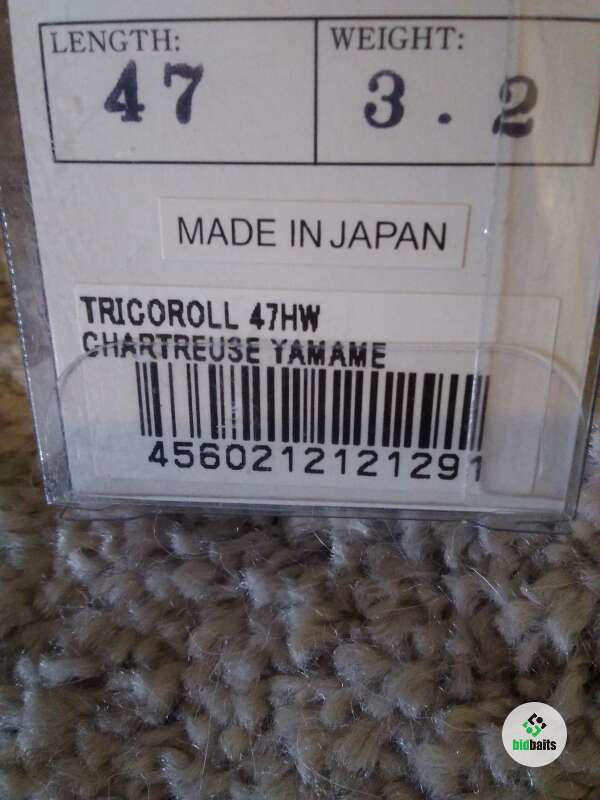 LENGTH: WEIGHT:
47 3.2
MADE IN JAPAN
TRICOROLL 47HW
CHARTREUSE YAMAME
4560212121291
bidbaits